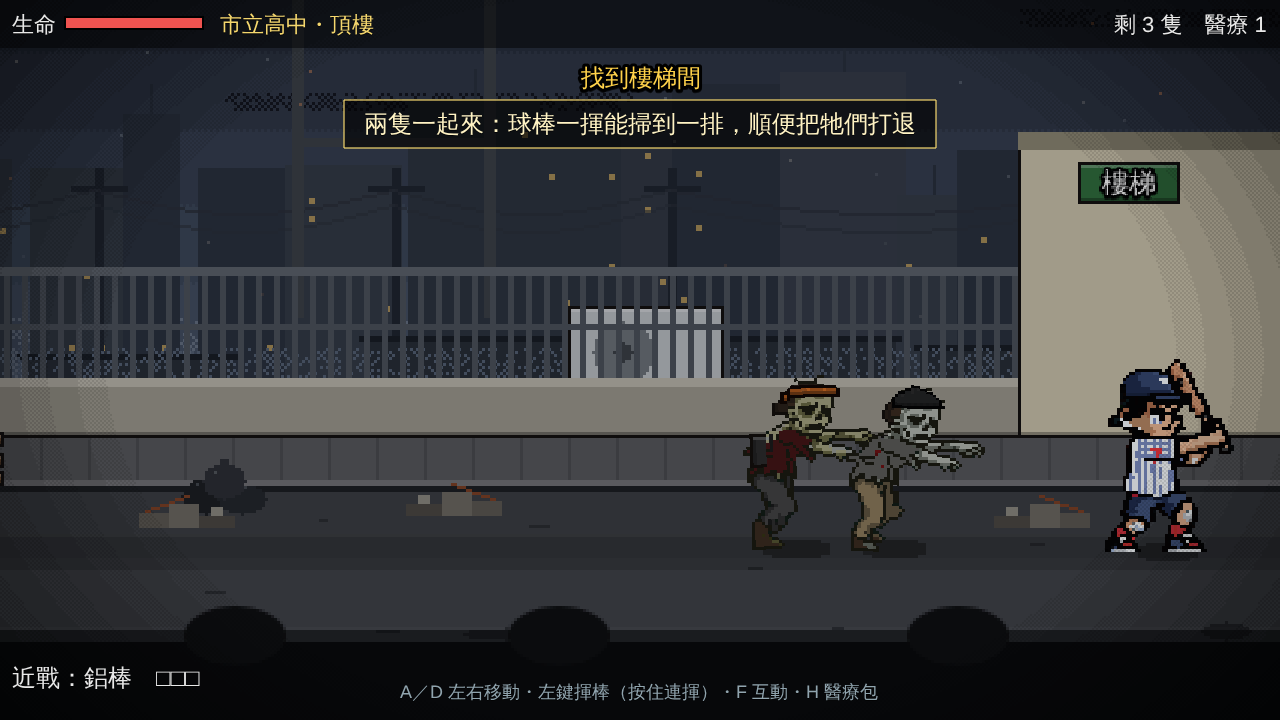 生命 市立高中・頂樓 剩 3 隻 醫療 1
找到樓梯間
兩隻一起來：球棒一揮能掃到一排，順便把牠們打退
樓梯
近戰：鋁棒 □□□
A／D 左右移動・左鍵揮棒（按住連揮）・F 互動・H 醫療包